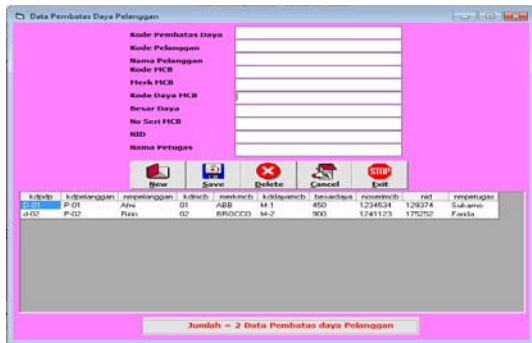 Data Pembatas Daya Pelanggan
Kode Pembatas Daya
Kode Pelanggan
Nama Pelanggan
Kode MCB
Merk MCB
Kode Daya MCB
Besar Daya
No Seri MCB
NID
Nama Petugas
New Save Delete STOP Cancel Exit
kdpdp kdpelanggan nmpelanggan kdmcb merkmcb kddayamcb besardaya noserimcb nid nmpetugas
D-01 P-01 Afni 01 ABB M-1 450 1234534 129374 Sukarno
d-02 P-02 02 BROCCO M-2 900 1241123 175252 Farida
Jumlah = 2 Data Pembatas daya Pelanggan